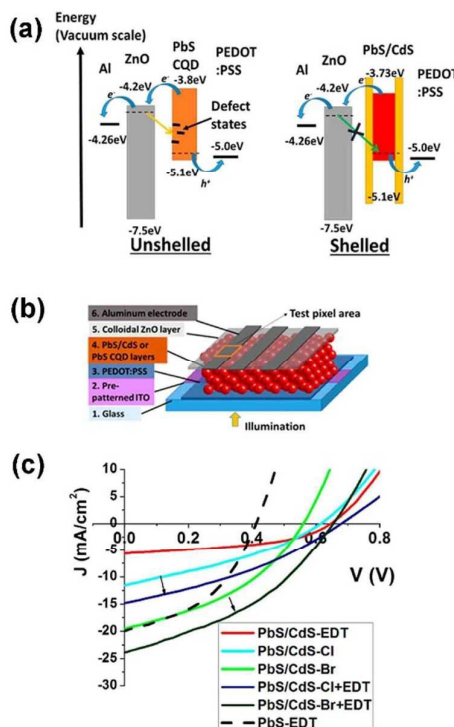 (a)
Energy
(Vacuum scale)
Al
ZnO
PbS
CQD
PEDOT
:PSS
e-
-4.2eV
e-
-3.8eV
Defect
states
-4.26eV
-5.0eV
-5.1eV
h+
-7.5eV
Unshelled
Al
ZnO
PbS/CdS
PEDOT
:PSS
e-
-4.2eV
e-
-3.73eV
-4.26eV
-5.0eV
-5.1eV
h+
-7.5eV
Shelled
(b)
6. Aluminum electrode
Test pixel area
5. Colloidal ZnO layer
4. PbS/CdS or
PbS CQD layers
3. PEDOT:PSS
2. Pre-
patterned ITO
1. Glass
Illumination
(c)
J (mA/cm2)
10
5
0
-5
-10
-15
-20
-25
-30
0.0
0.2
0.4
0.6
0.8
V (V)
PbS/CdS-EDT
PbS/CdS-Cl
PbS/CdS-Br
PbS/CdS-Cl+EDT
PbS/CdS-Br+EDT
PbS-EDT